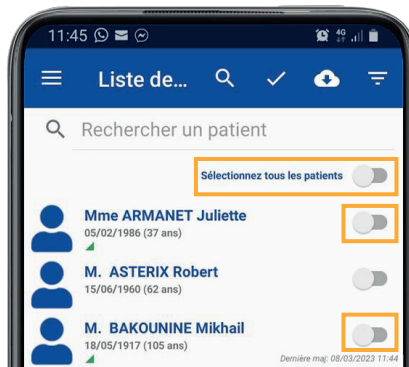 11:45
4G
Liste de...
Rechercher un patient
Sélectionnez tous les patients
Mme ARMANET Juliette
05/02/1986 (37 ans)
M. ASTERIX Robert
15/06/1960 (62 ans)
M. BAKOUNINE Mikhail
18/05/1917 (105 ans)
Dernière maj: 08/03/2023 11:44